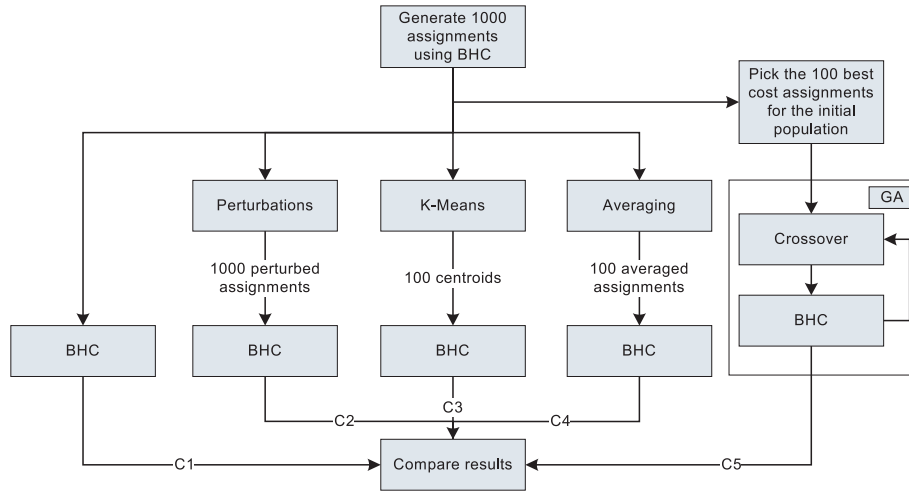 Generate 1000
assignments
using BHC
Pick the 100 best
cost assignments
for the initial
population
GA
Perturbations
K-Means
Averaging
Crossover
1000 perturbed
assignments
100 centroids
100 averaged
assignments
BHC
BHC
BHC
BHC
BHC
C1
C2
C3
C4
C5
Compare results